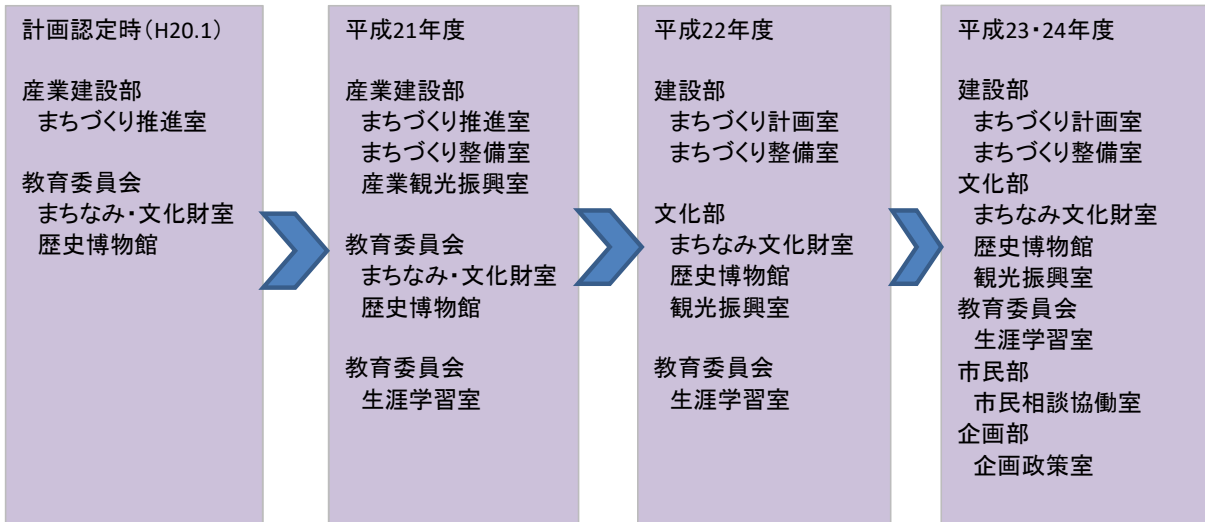 計画認定時(H20.1)
産業建設部
まちづくり推進室
教育委員会
まちなみ・文化財室
歴史博物館
平成21年度
産業建設部
まちづくり推進室
まちづくり整備室
産業観光振興室
教育委員会
まちなみ・文化財室
歴史博物館
教育委員会
生涯学習室
平成22年度
建設部
まちづくり計画室
まちづくり整備室
文化部
まちなみ文化財室
歴史博物館
観光振興室
教育委員会
生涯学習室
平成23・24年度
建設部
まちづくり計画室
まちづくり整備室
文化部
まちなみ文化財室
歴史博物館
観光振興室
教育委員会
生涯学習室
市民部
市民相談協働室
企画部
企画政策室